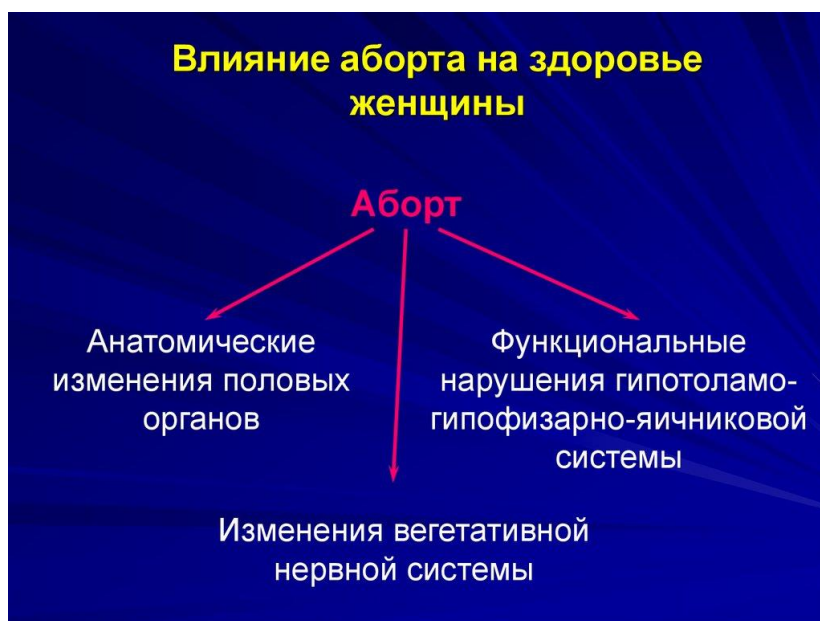 Влияние аборта на здоровье
женщины
Аборт
Анатомические
изменения половых
органов
Функциональные
нарушения гипотоламо-
гипофизарно-яичниковой
системы
Изменения вегетативной
нервной системы